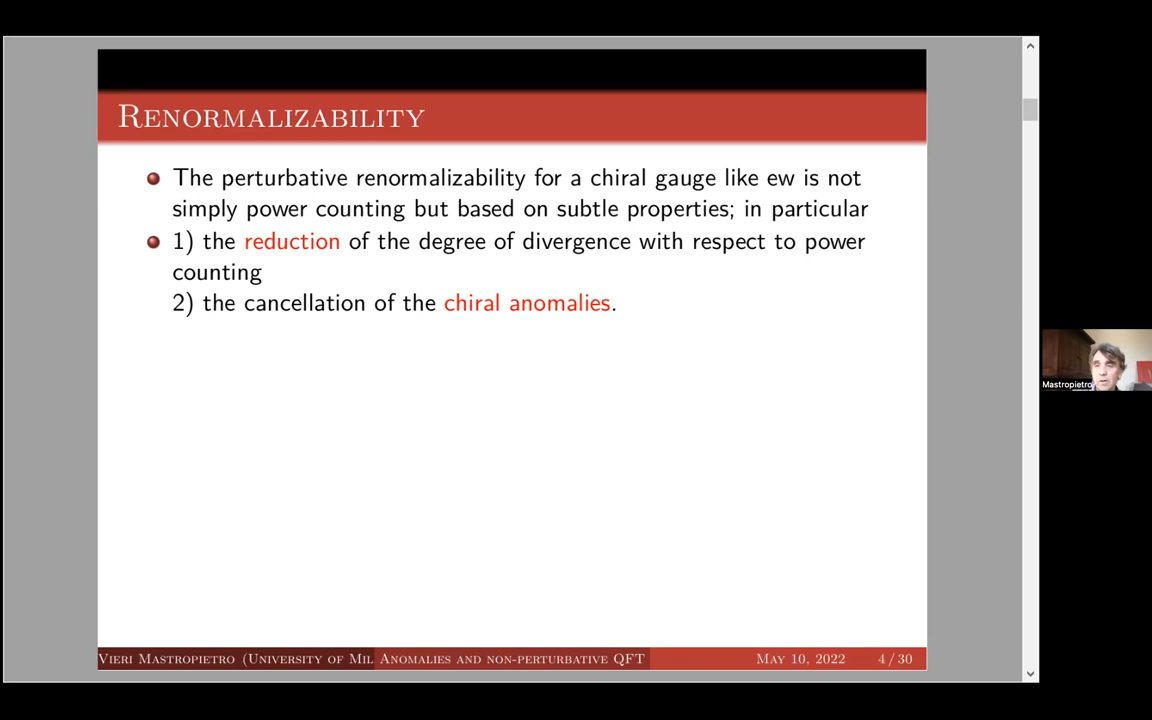 RENORMALIZABILITY
The perturbative renormalizability for a chiral gauge like ew is not
simply power counting but based on subtle properties; in particular
1) the reduction of the degree of divergence with respect to power
counting
2) the cancellation of the chiral anomalies.
Mastropietro
VIERI MASTROPIETRO (UNIVERSITY OF MIL ANOMALIES AND NON-PERTURBATIVE QFT MAY 10, 2022 4/30